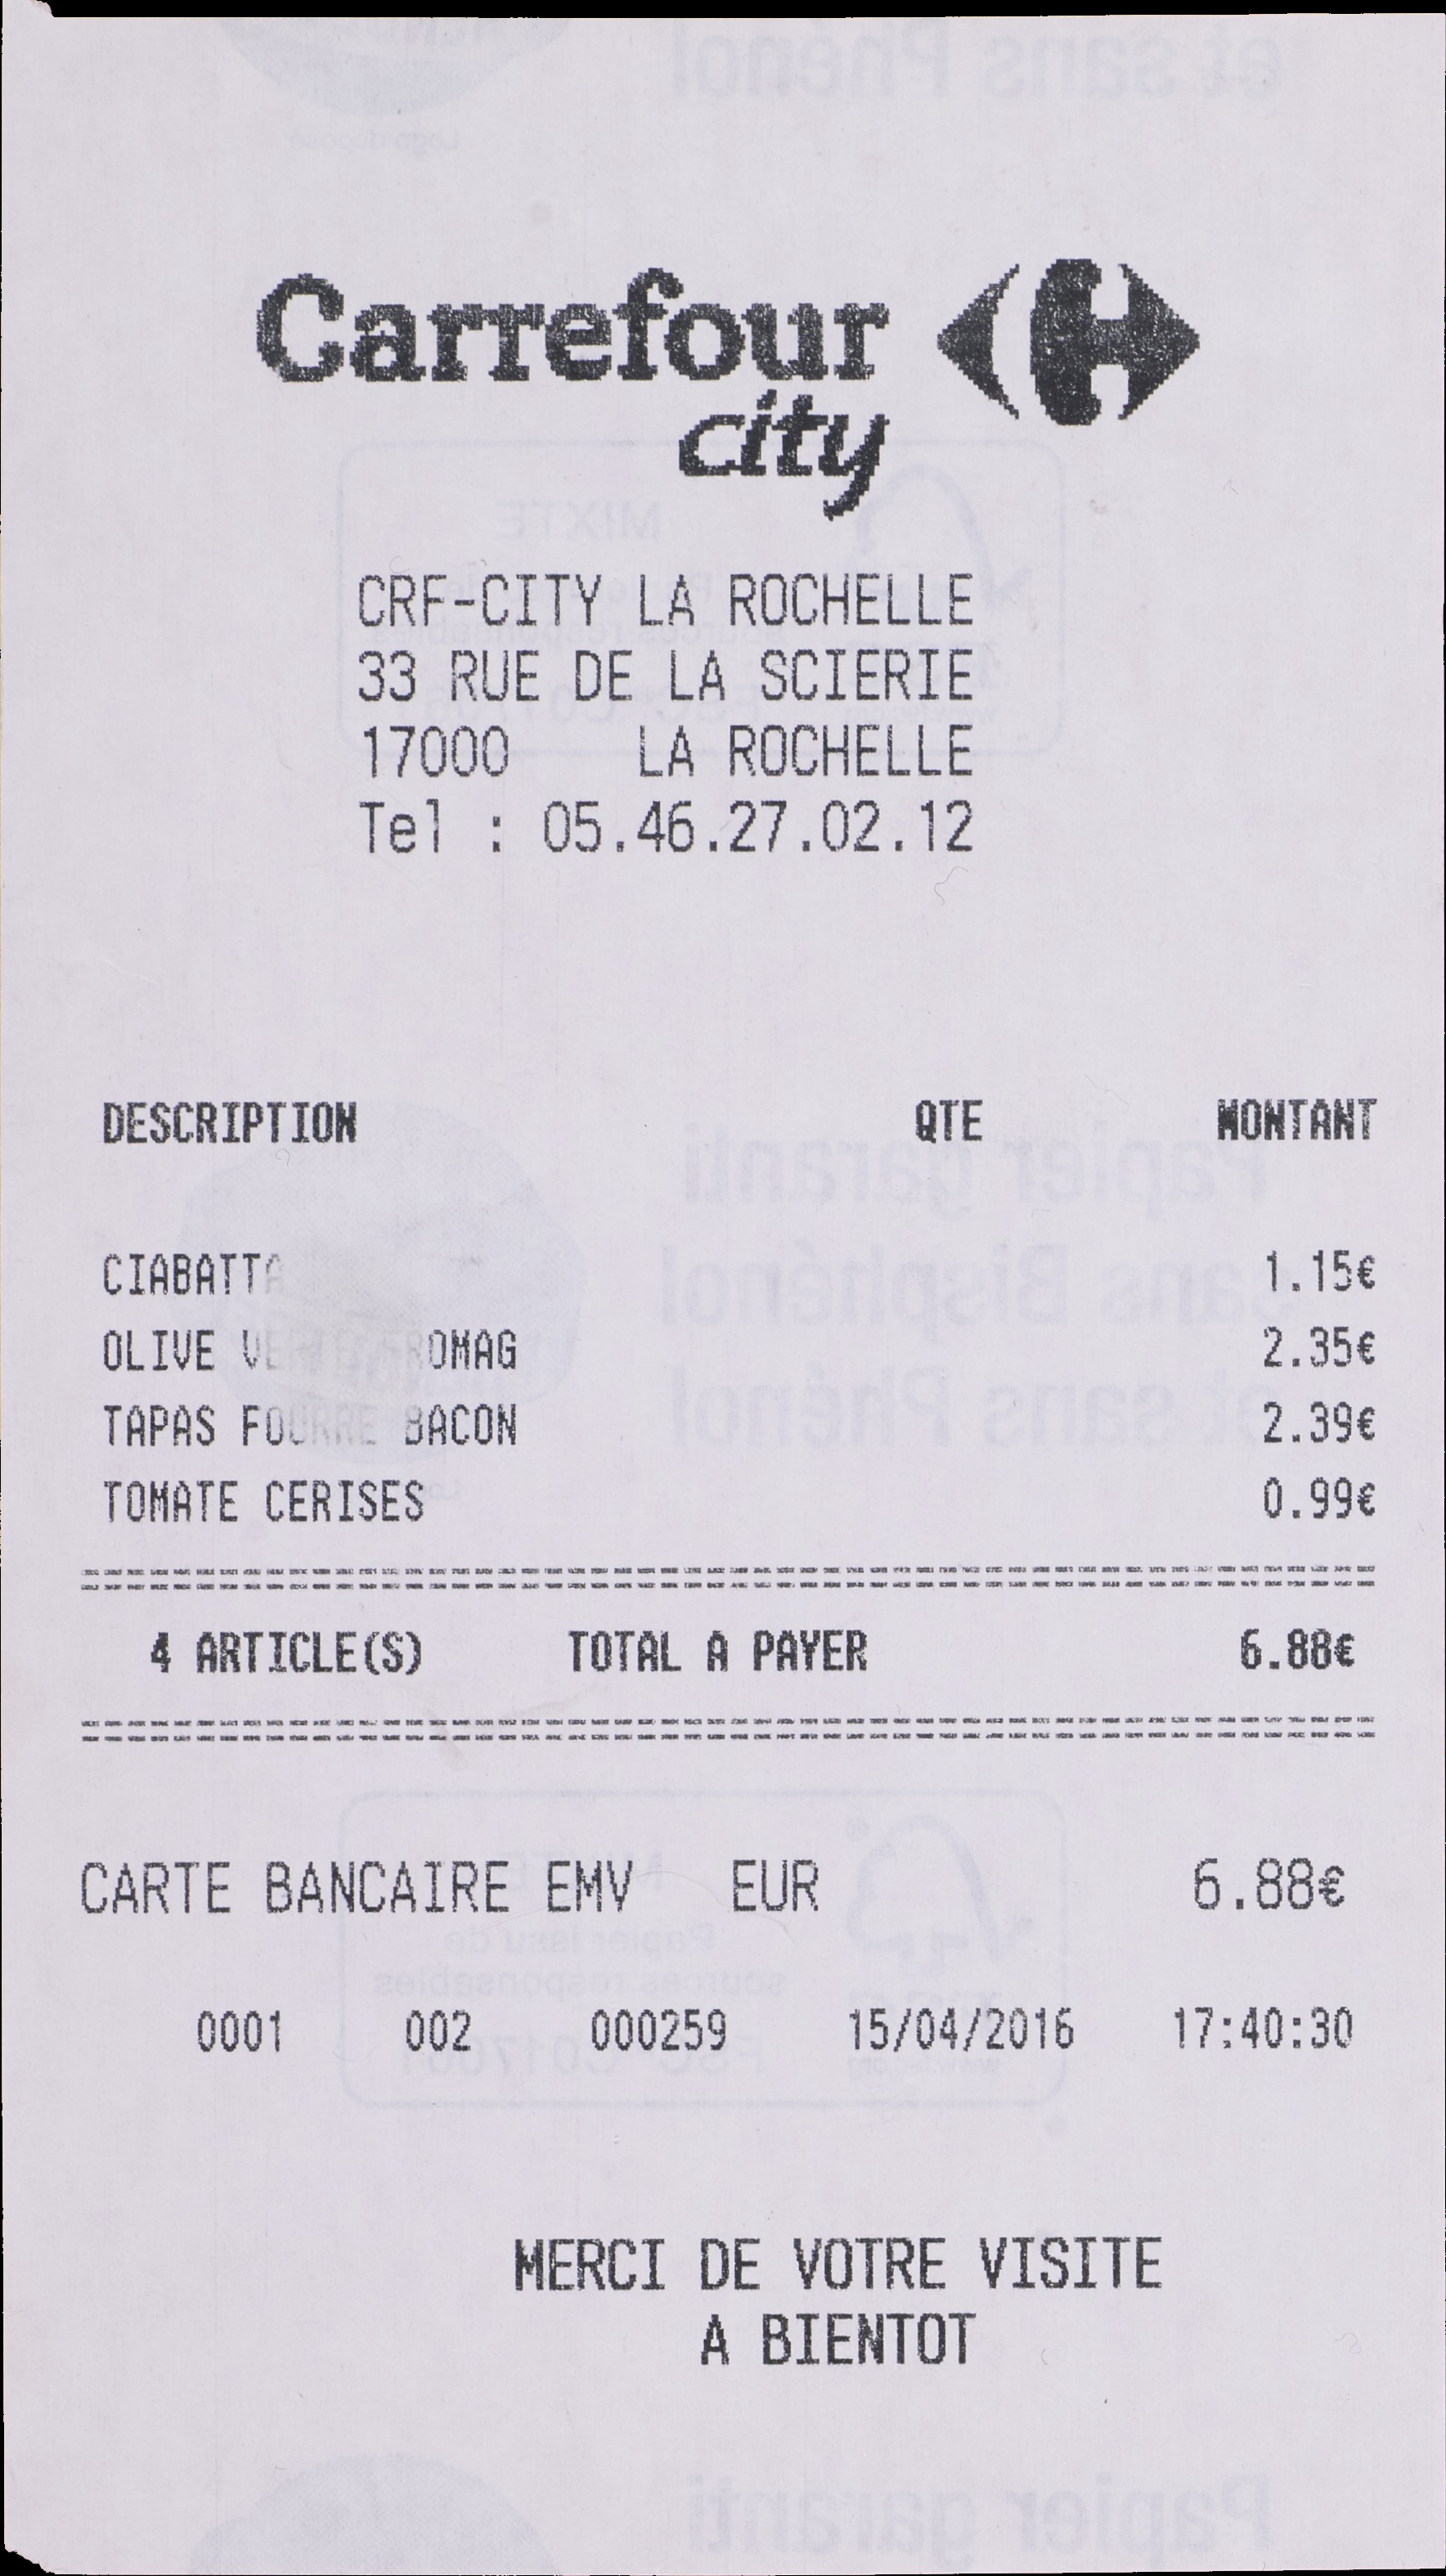 Carrefour
city
CRF-CITY LA ROCHELLE
33 RUE DE LA SCIERIE
17000 LA ROCHELLE
Tel : 05.46.27.02.12
DESCRIPTION QTE MONTANT
CIABATTA 1.15€
OLIVE 2.35€
TAPAS FOURRE BACON 2.39€
TOMATE CERISES 0.99€
4 ARTICLE(S) TOTAL A PAYER 6.88€
CARTE BANCAIRE EMV EUR 6.88€
0001 002 000259 15/04/2016 17:40:30
MERCI DE VOTRE VISITE
A BIENTOT